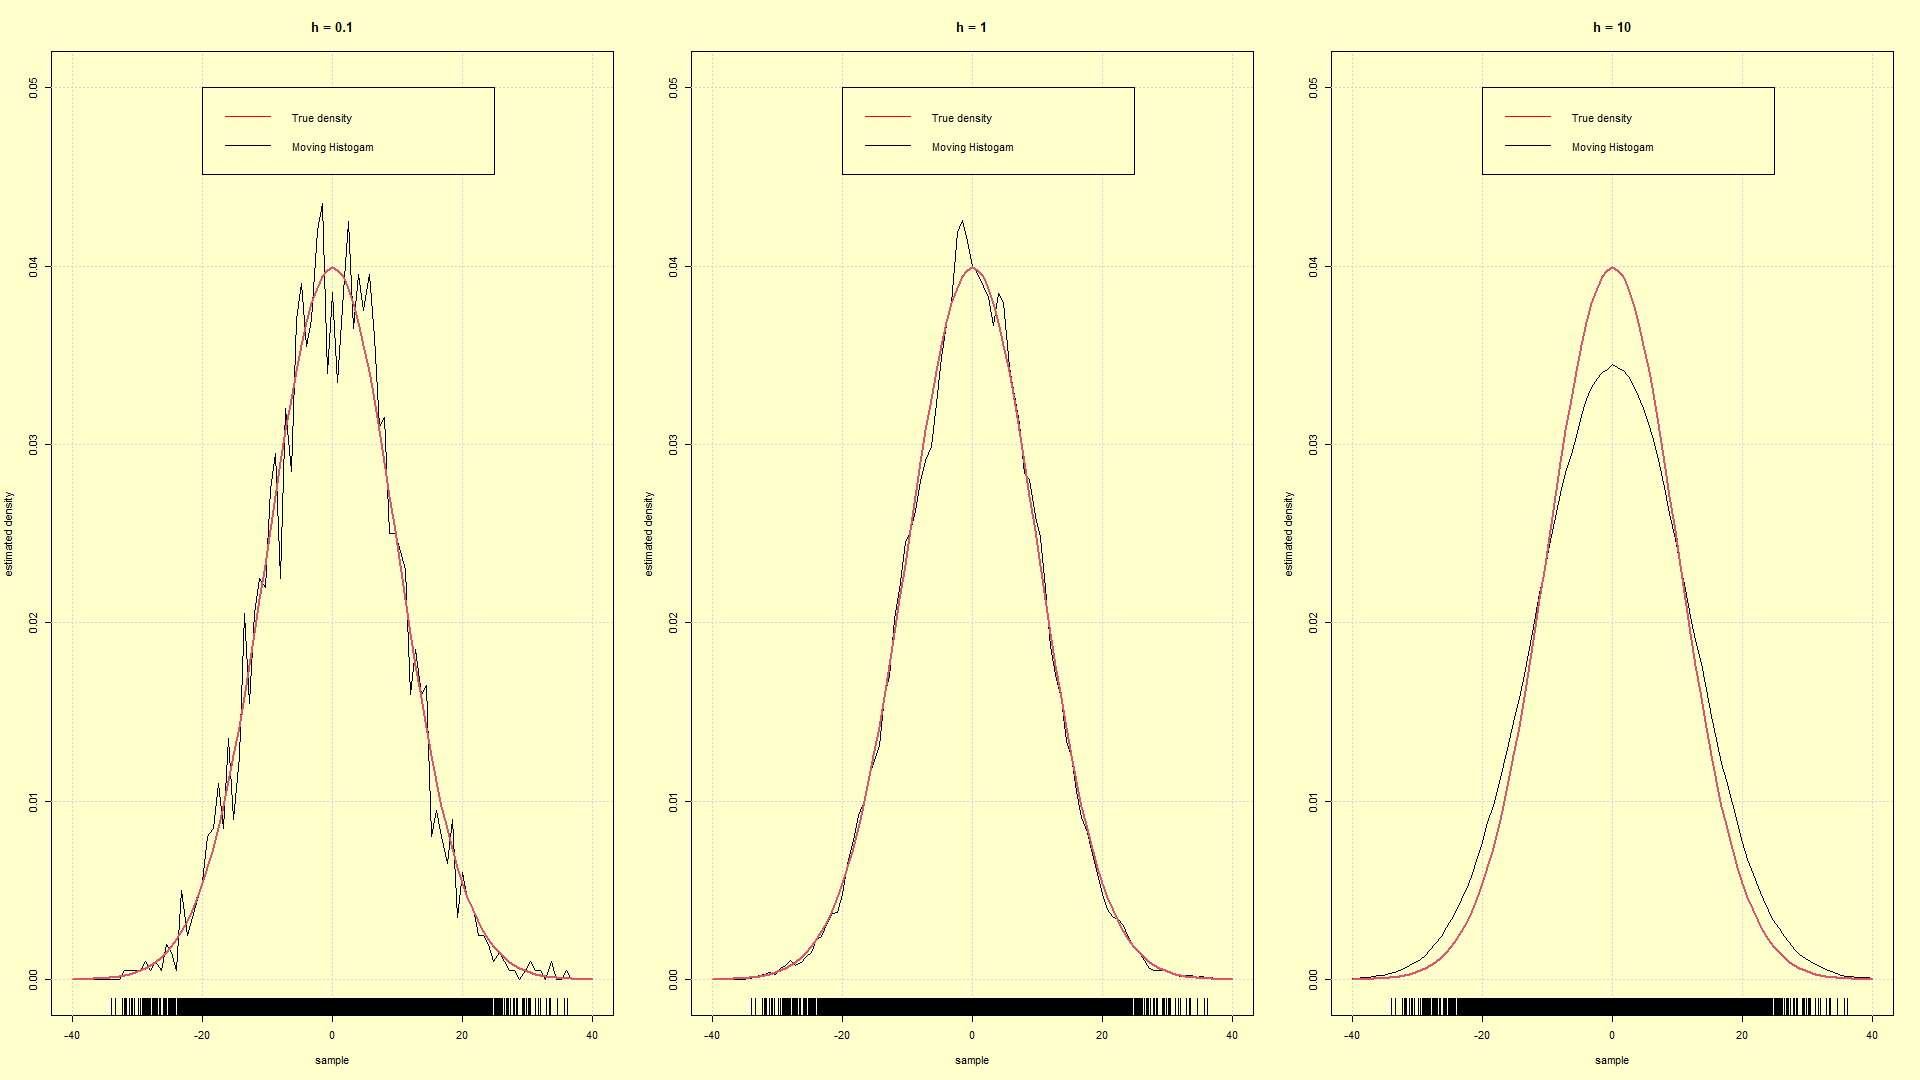 h = 0.1
True density
Moving Histogam
0.05
0.04
0.03
0.02
0.01
0.00
estimated density
-40 -20 0 20 40
sample
h = 1
True density
Moving Histogam
0.05
0.04
0.03
0.02
0.01
0.00
estimated density
-40 -20 0 20 40
sample
h = 10
True density
Moving Histogam
0.05
0.04
0.03
0.02
0.01
0.00
estimated density
-40 -20 0 20 40
sample